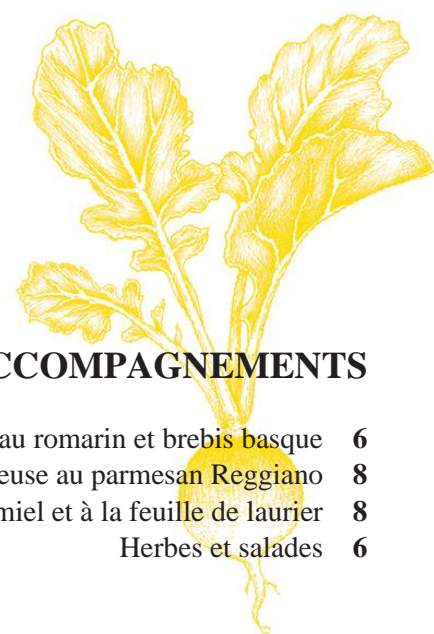 CCOMPAGNEMENTS
au romarin et brebis basque 6
euse au parmesan Reggiano 8
miel et à la feuille de laurier 8
Herbes et salades 6